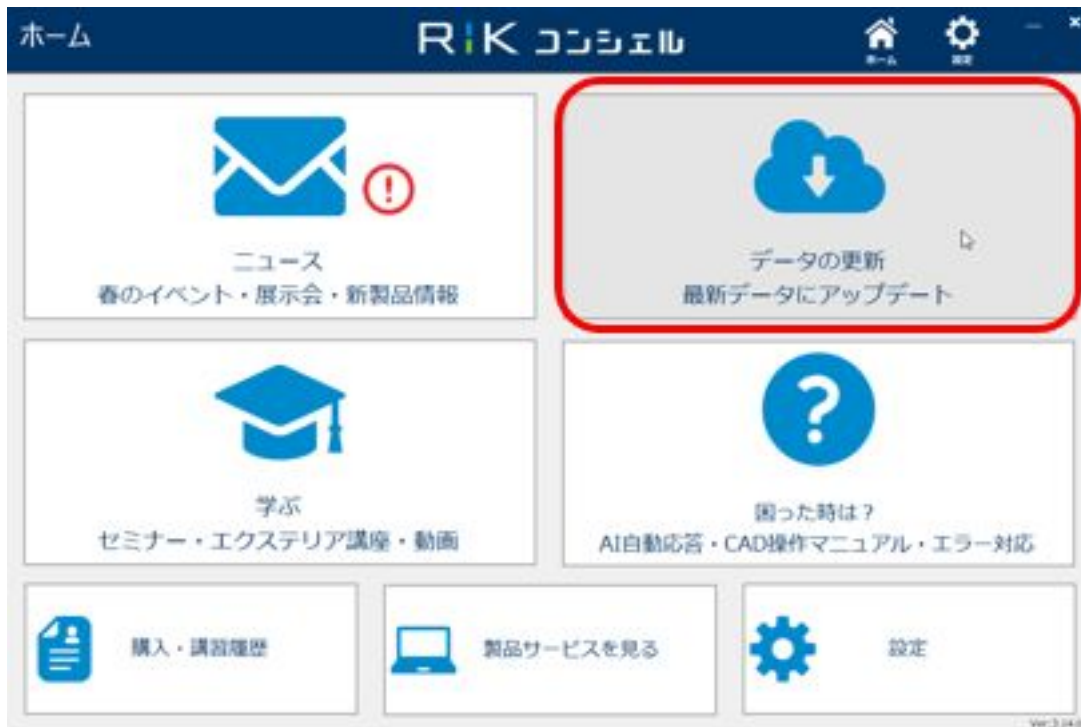 ホーム
RIK コンシェル
ホーム
設定
ニュース
春のイベント・展示会・新製品情報
データの更新
最新データにアップデート
学ぶ
セミナー・エクステリア講座・動画
困った時は？
AI自動応答・CAD操作マニュアル・エラー対応
購入・講習履歴
製品サービスを見る
設定